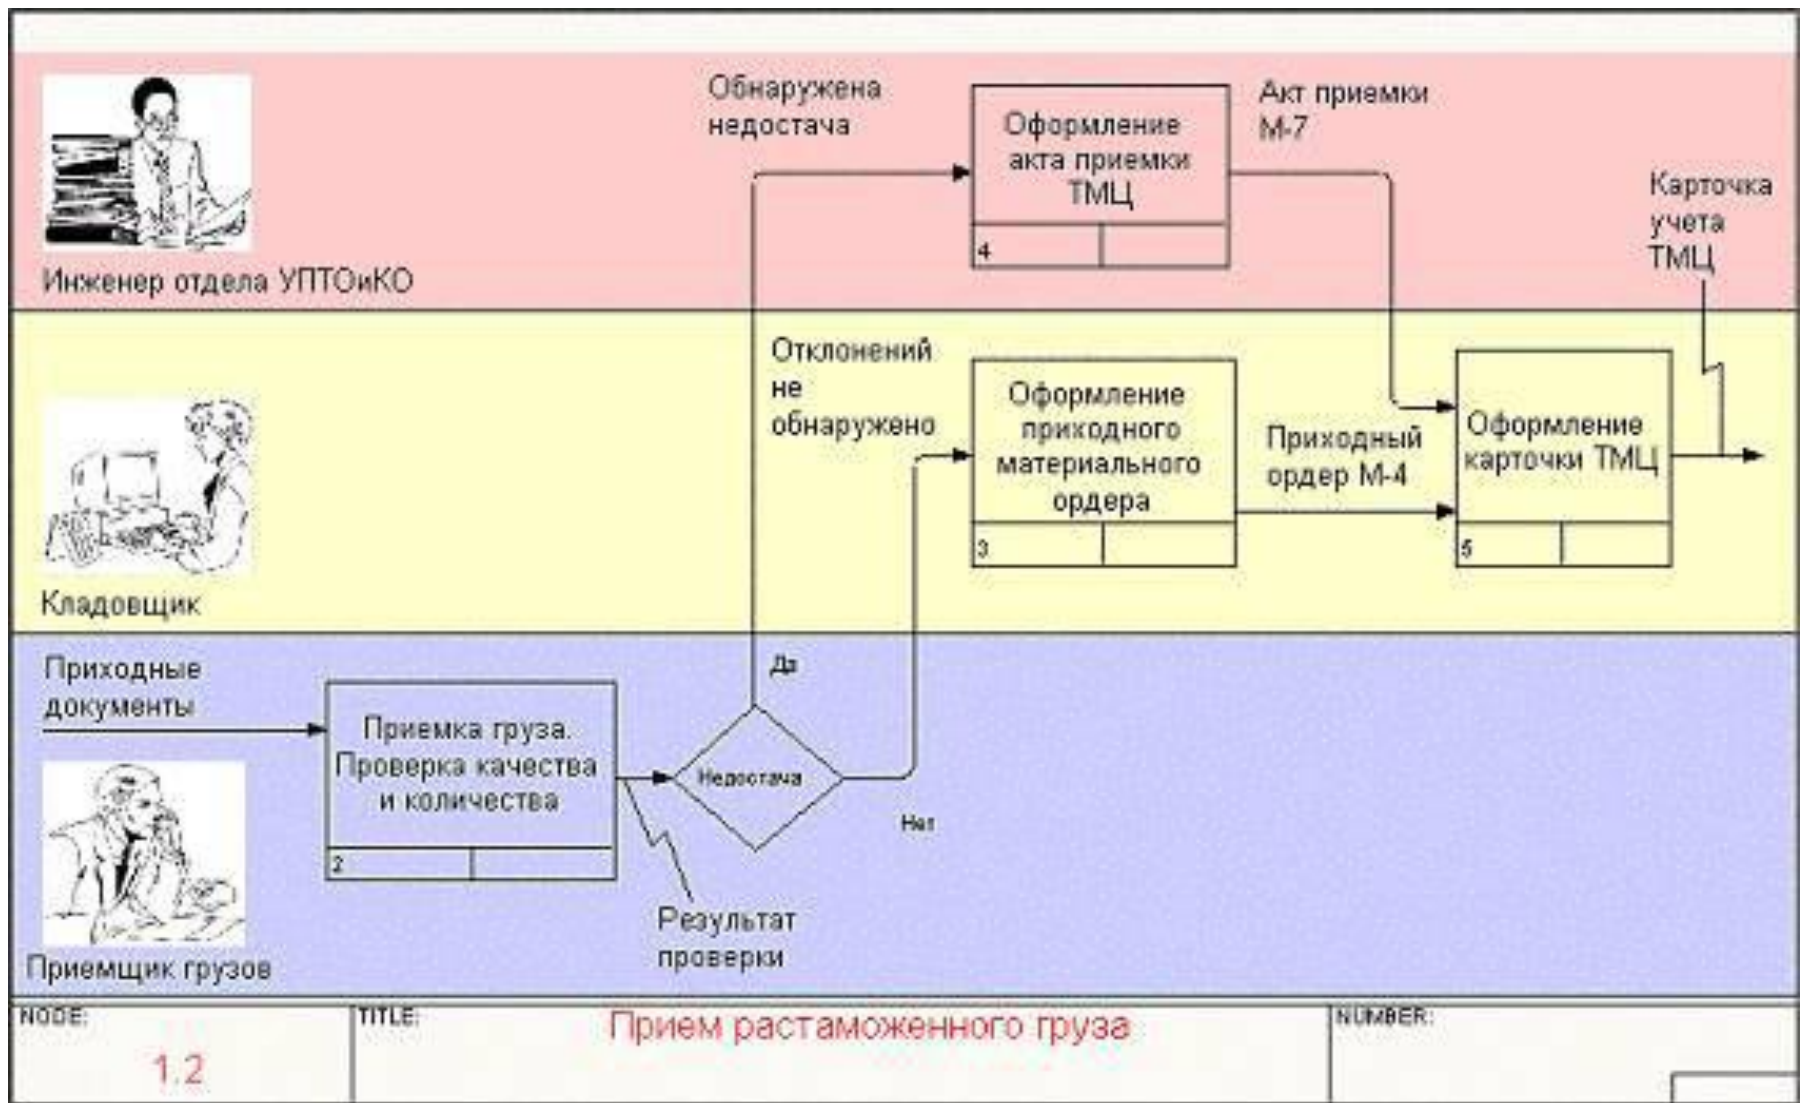 Обнаружена
недостача
Оформление
акта приемки
ТМЦ
4
Акт приемки
М-7
Карточка
учета
ТМЦ
Инженер отдела УПТОиКО
Отклонений
не
обнаружено
Оформление
приходного
материального
ордера
3
Приходный
ордер М-4
Оформление
карточки ТМЦ
5
Кладовщик
Приходные
документы
Приемка груза.
Проверка качества
и количества
2
Да
Недостача
Нет
Результат
проверки
Приемщик грузов
NODE:
1.2
TITLE:
Прием растаможенного груза
NUMBER: